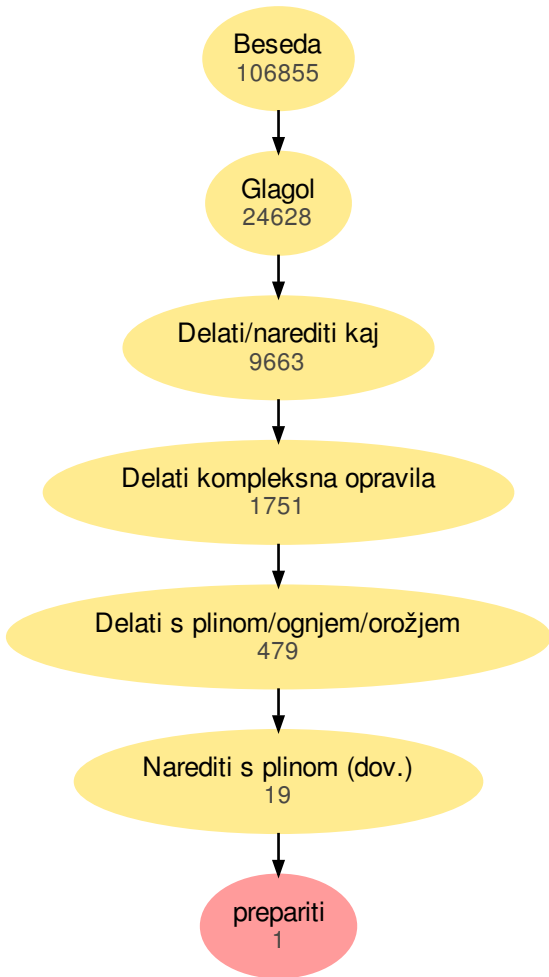 Beseda
106855
Glagol
24628
Delati/narediti kaj
9663
Delati kompleksna opravila
1751
Delati s plinom/ognjem/orožjem
479
Narediti s plinom (dov.)
19
prepariti
1